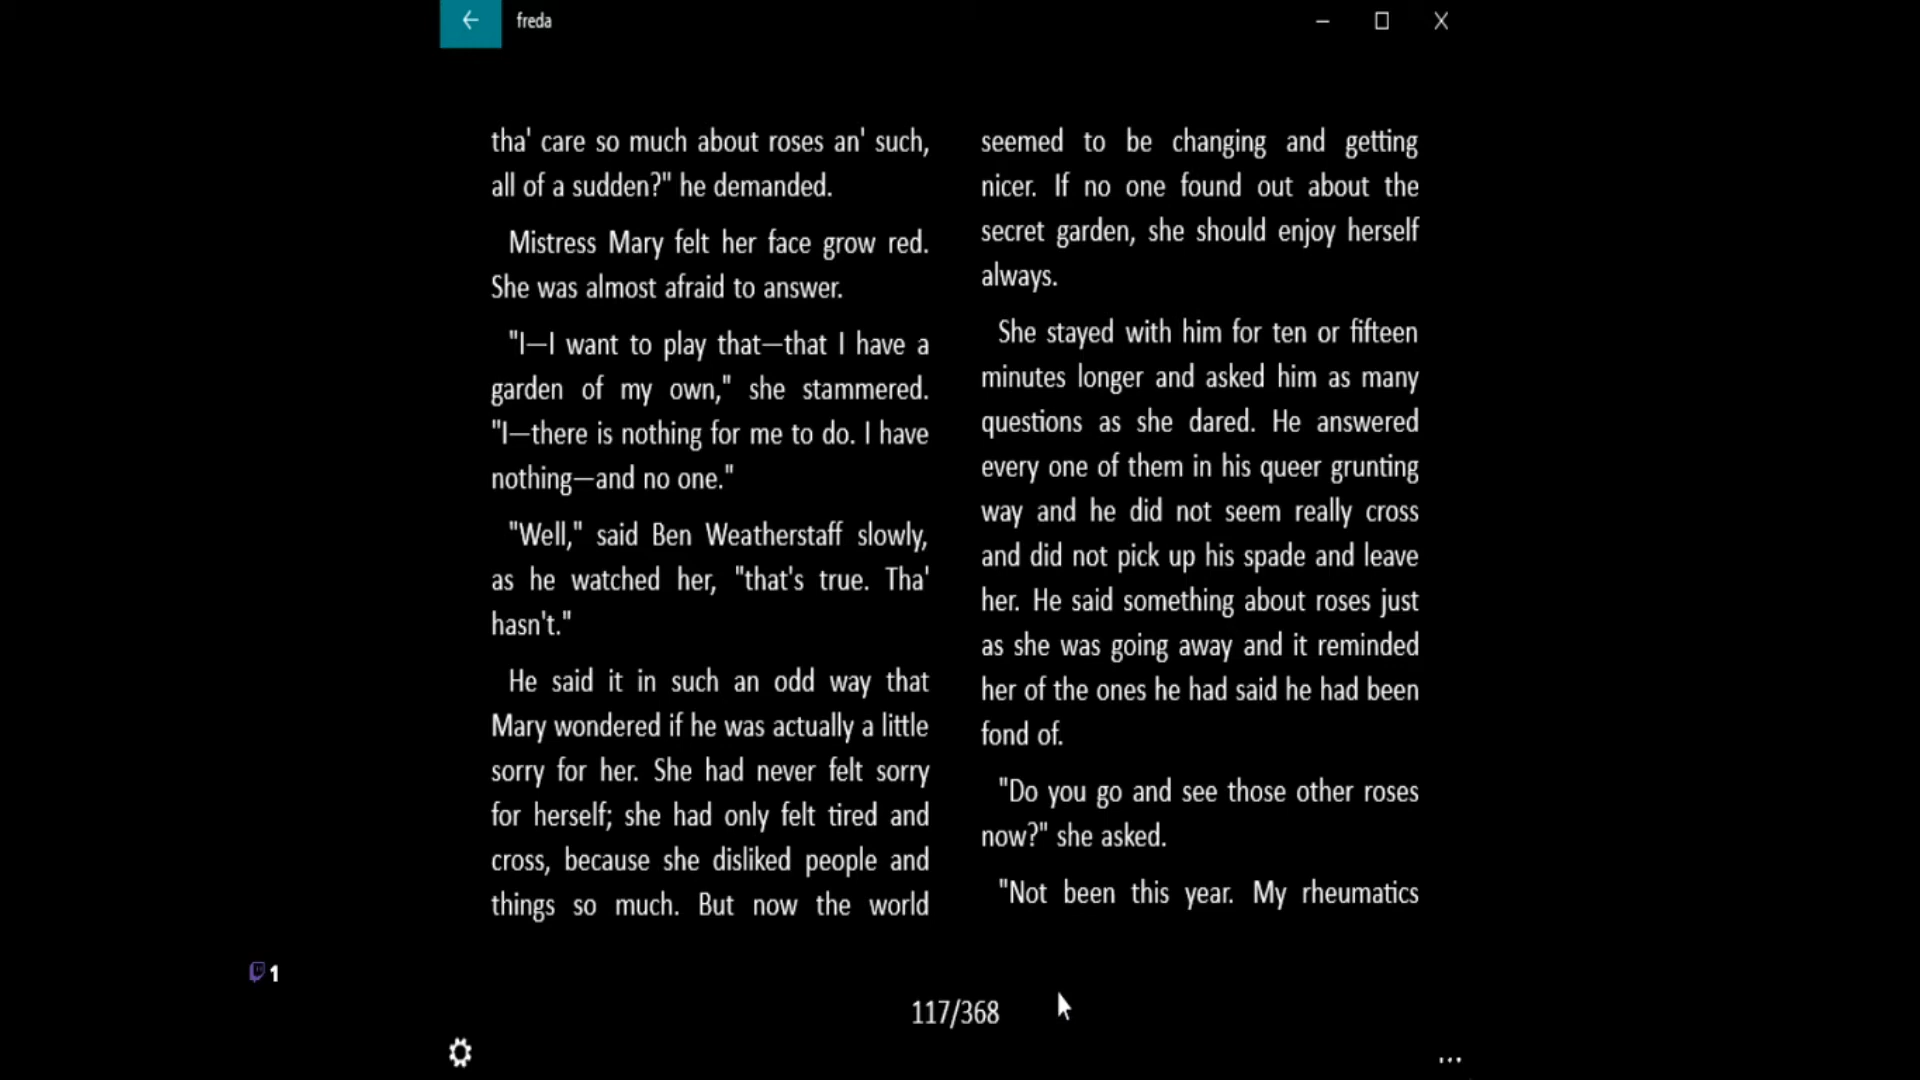 freda
tha' care so much about roses an' such,
all of a sudden?" he demanded.
Mistress Mary felt her face grow red.
She was almost afraid to answer.
"I—I want to play that—that I have a
garden of my own," she stammered.
"I—there is nothing for me to do. I have
nothing—and no one."
"Well," said Ben Weatherstaff slowly,
as he watched her, "that's true. Tha'
hasn't."
He said it in such an odd way that
Mary wondered if he was actually a little
sorry for her. She had never felt sorry
for herself; she had only felt tired and
cross, because she disliked people and
things so much. But now the world
seemed to be changing and getting
nicer. If no one found out about the
secret garden, she should enjoy herself
always.
She stayed with him for ten or fifteen
minutes longer and asked him as many
questions as she dared. He answered
every one of them in his queer grunting
way and he did not seem really cross
and did not pick up his spade and leave
her. He said something about roses just
as she was going away and it reminded
her of the ones he had said he had been
fond of.
"Do you go and see those other roses
now?" she asked.
"Not been this year. My rheumatics
1
117/368